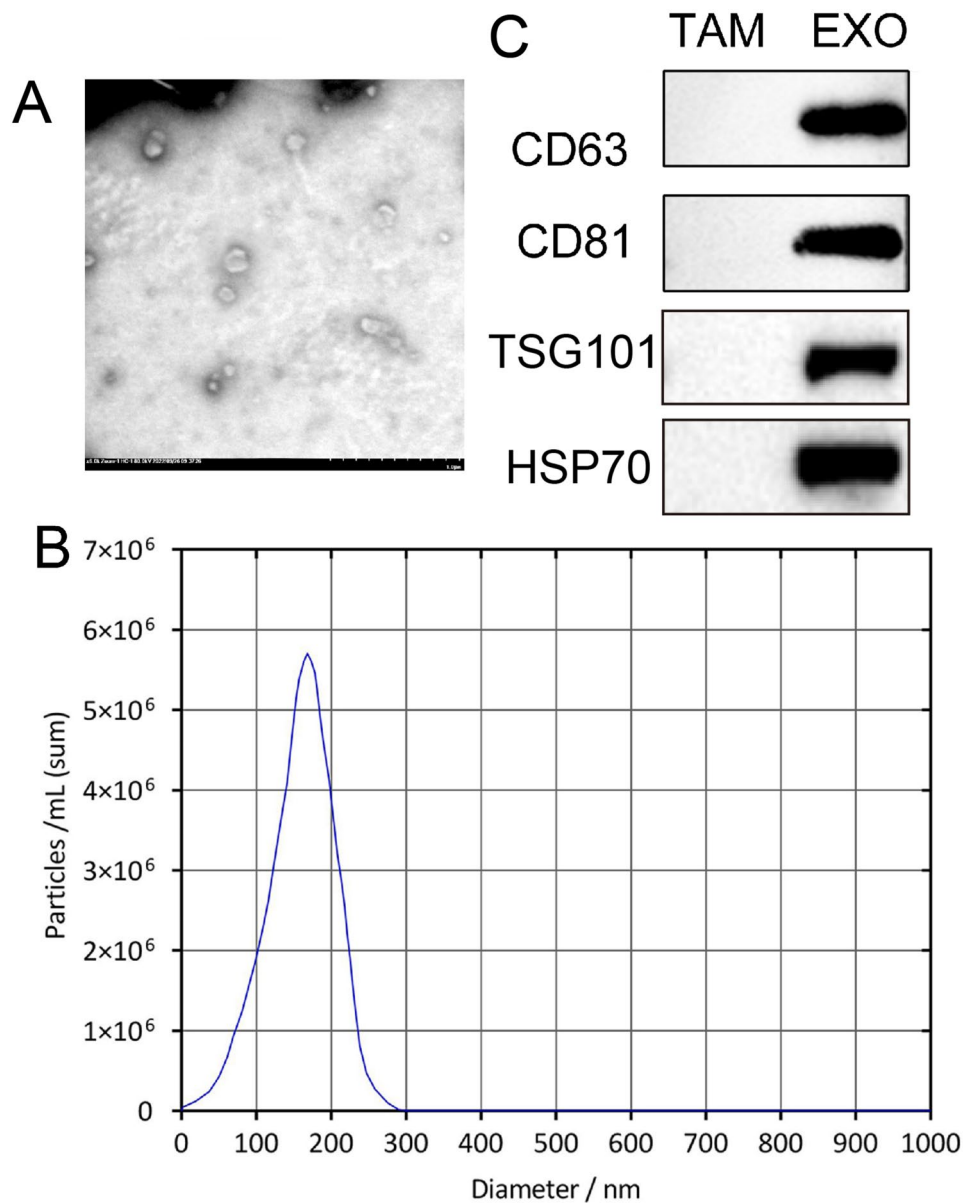 A
C
TAM EXO
CD63
CD81
TSG101
HSP70
B
7×10⁶
6×10⁶
5×10⁶
4×10⁶
3×10⁶
2×10⁶
1×10⁶
0
Particles /mL (sum)
0 100 200 300 400 500 600 700 800 900 1000
Diameter / nm